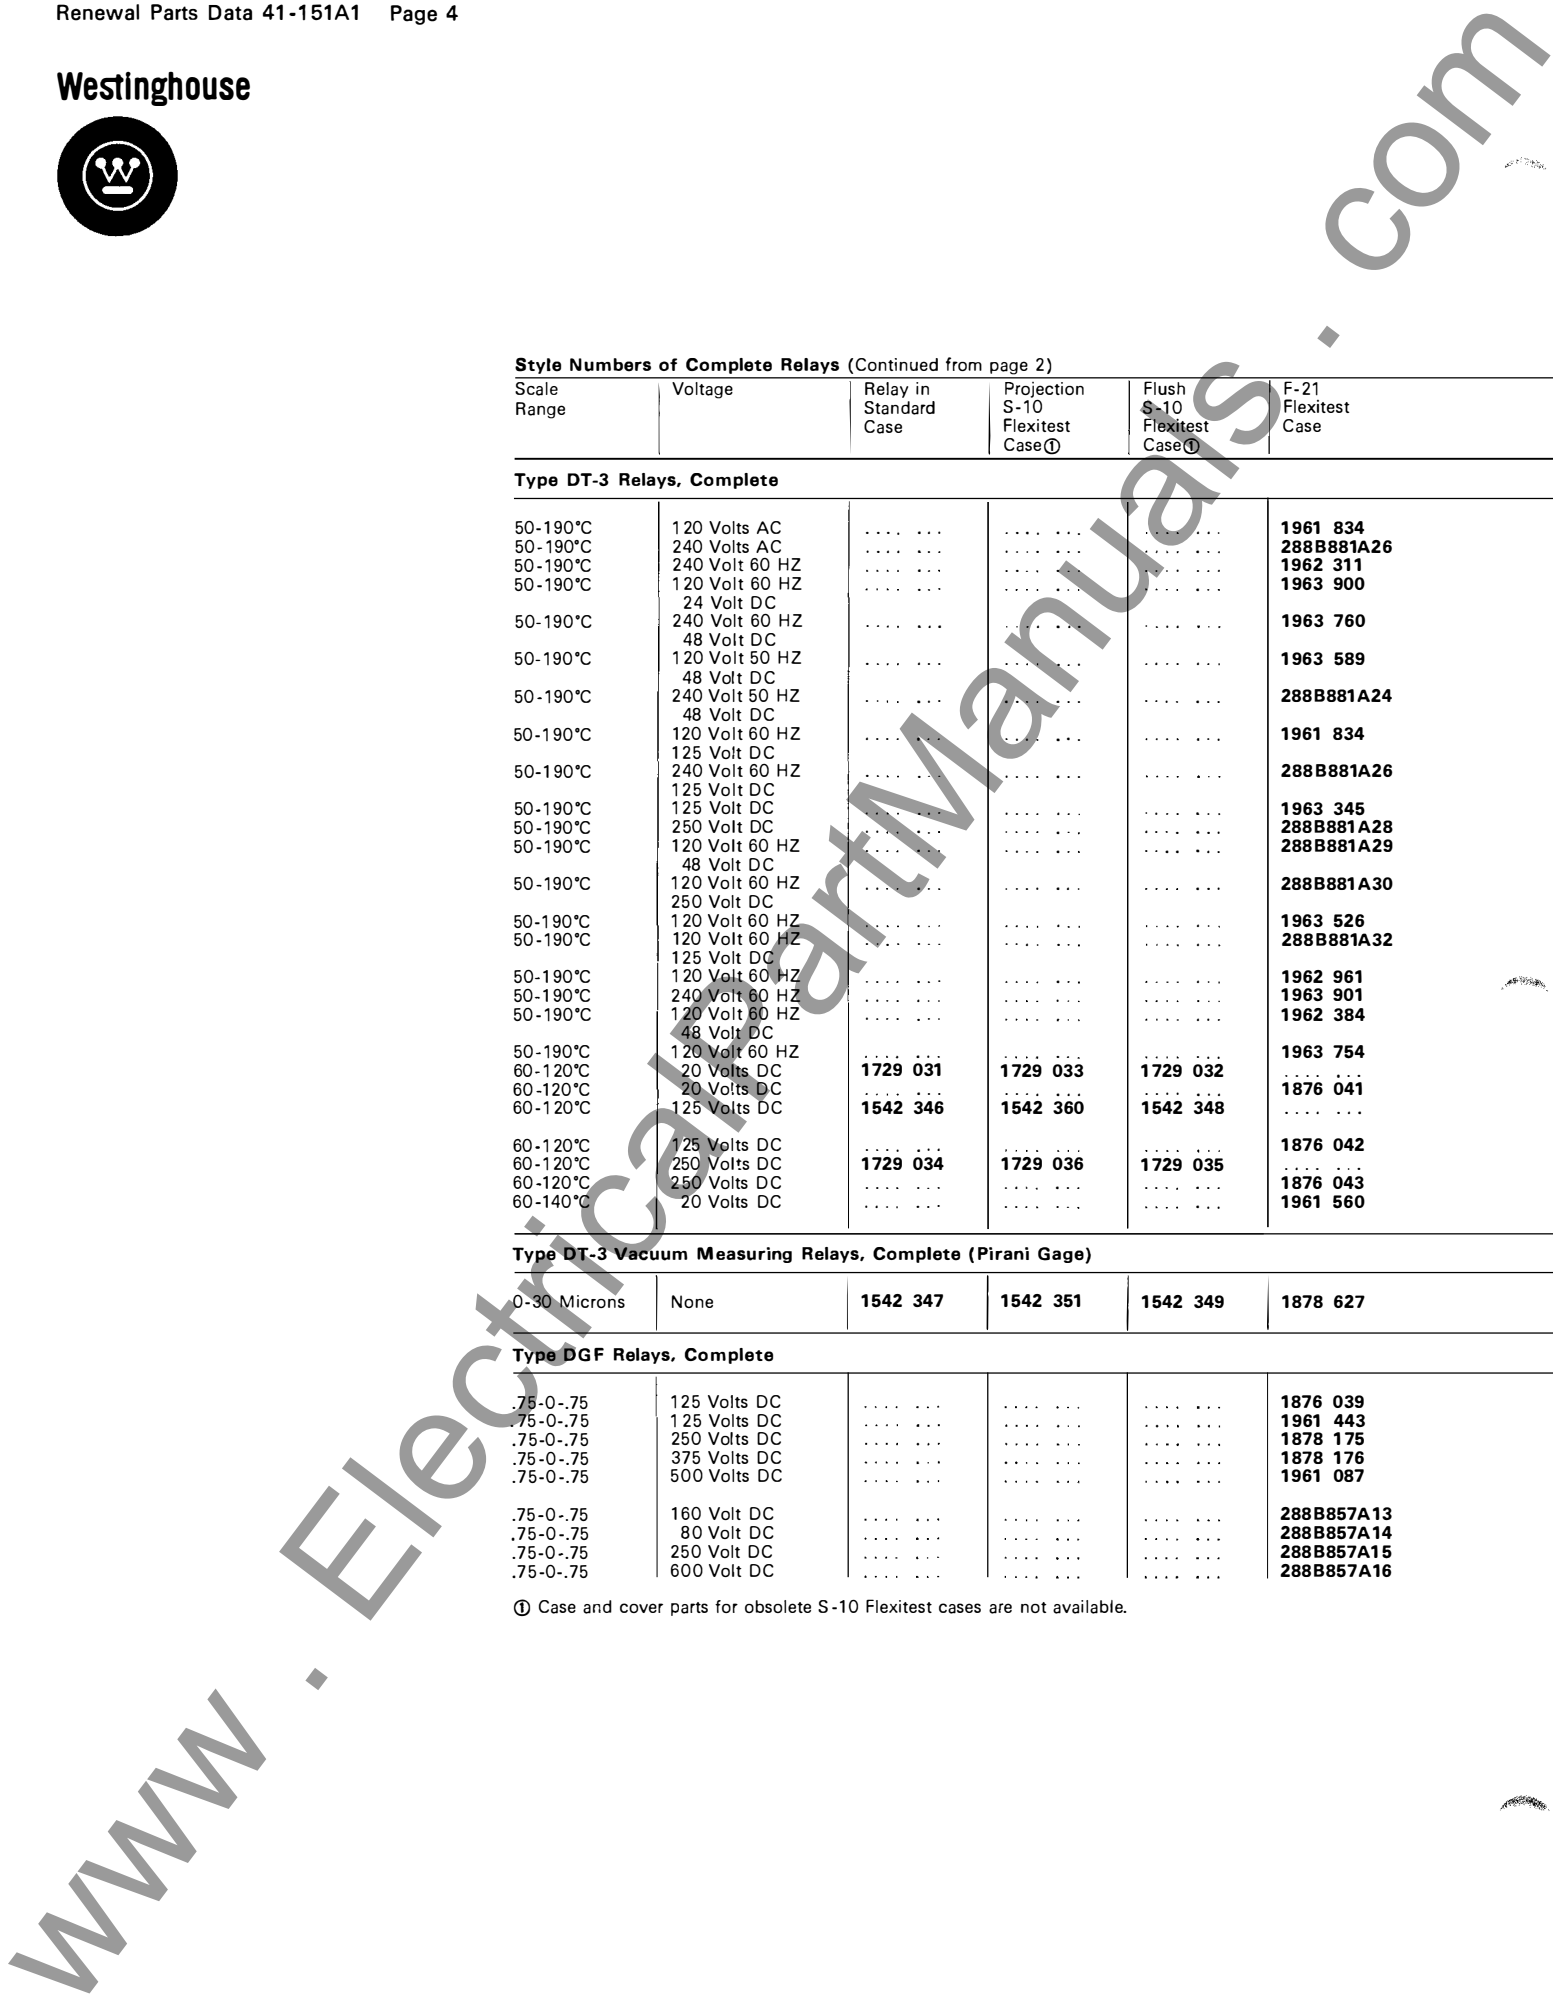 Renewal Parts Data 41-151A1 Page 4
Westinghouse
W
Style Numbers of Complete Relays (Continued from page 2)
Scale Range | Voltage | Relay in Standard Case | Projection S-10 Flexitest Case① | Flush S-10 Flexitest Case① | F-21 Flexitest Case
Type DT-3 Relays, Complete
50-190°C 120 Volts AC .... ... .... ... .... ... 1961 834
50-190°C 240 Volts AC .... ... .... ... .... ... 288B881A26
50-190°C 240 Volt 60 HZ .... ... .... ... .... ... 1962 311
50-190°C 120 Volt 60 HZ .... ... .... ... .... ... 1963 900
24 Volt DC
50-190°C 240 Volt 60 HZ .... ... .... ... .... ... 1963 760
48 Volt DC
50-190°C 120 Volt 50 HZ .... ... .... ... .... ... 1963 589
48 Volt DC
50-190°C 240 Volt 50 HZ .... ... .... ... .... ... 288B881A24
48 Volt DC
50-190°C 120 Volt 60 HZ .... ... .... ... .... ... 1961 834
125 Volt DC
50-190°C 240 Volt 60 HZ .... ... .... ... .... ... 288B881A26
125 Volt DC
50-190°C 125 Volt DC .... ... .... ... .... ... 1963 345
50-190°C 250 Volt DC .... ... .... ... .... ... 288B881A28
50-190°C 120 Volt 60 HZ .... ... .... ... .... ... 288B881A29
48 Volt DC
50-190°C 120 Volt 60 HZ .... ... .... ... .... ... 288B881A30
250 Volt DC
50-190°C 120 Volt 60 HZ .... ... .... ... .... ... 1963 526
50-190°C 120 Volt 60 HZ .... ... .... ... .... ... 288B881A32
125 Volt DC
50-190°C 120 Volt 60 HZ .... ... .... ... .... ... 1962 961
50-190°C 240 Volt 60 HZ .... ... .... ... .... ... 1963 901
50-190°C 120 Volt 60 HZ .... ... .... ... .... ... 1962 384
48 Volt DC
50-190°C 120 Volt 60 HZ .... ... .... ... .... ... 1963 754
60-120°C 20 Volts DC 1729 031 1729 033 1729 032 .... ...
60-120°C 20 Volts DC .... ... .... ... .... ... 1876 041
60-120°C 125 Volts DC 1542 346 1542 360 1542 348 .... ...
60-120°C 125 Volts DC .... ... .... ... .... ... 1876 042
60-120°C 250 Volts DC 1729 034 1729 036 1729 035 .... ...
60-120°C 250 Volts DC .... ... .... ... .... ... 1876 043
60-140°C 20 Volts DC .... ... .... ... .... ... 1961 560
Type DT-3 Vacuum Measuring Relays, Complete (Pirani Gage)
0-30 Microns None 1542 347 1542 351 1542 349 1878 627
Type DGF Relays, Complete
.75-0-.75 125 Volts DC .... ... .... ... .... ... 1876 039
.75-0-.75 125 Volts DC .... ... .... ... .... ... 1961 443
.75-0-.75 250 Volts DC .... ... .... ... .... ... 1878 175
.75-0-.75 375 Volts DC .... ... .... ... .... ... 1878 176
.75-0-.75 500 Volts DC .... ... .... ... .... ... 1961 087
.75-0-.75 160 Volt DC .... ... .... ... .... ... 288B857A13
.75-0-.75 80 Volt DC .... ... .... ... .... ... 288B857A14
.75-0-.75 250 Volt DC .... ... .... ... .... ... 288B857A15
.75-0-.75 600 Volt DC .... ... .... ... .... ... 288B857A16
① Case and cover parts for obsolete S-10 Flexitest cases are not available.
www . ElectricalPartManuals . com